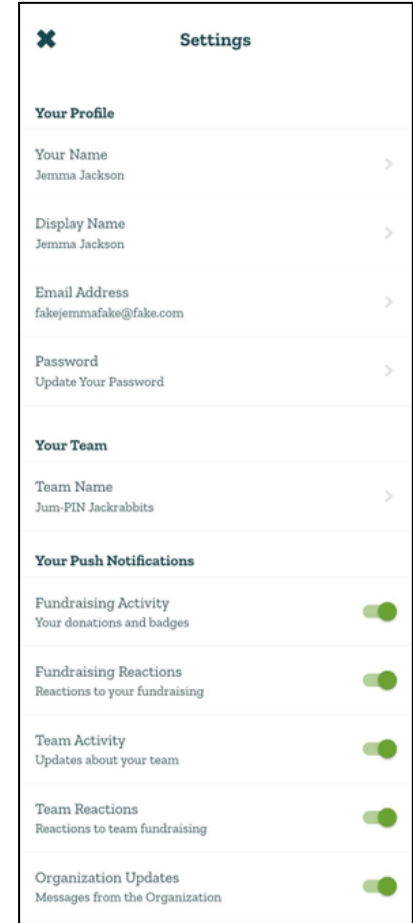 Settings
Your Profile
Your Name
Jemma Jackson
Display Name
Jemma Jackson
Email Address
fakejemmafake@fake.com
Password
Update Your Password
Your Team
Team Name
Jum-PIN Jackrabbits
Your Push Notifications
Fundraising Activity
Your donations and badges
Fundraising Reactions
Reactions to your fundraising
Team Activity
Updates about your team
Team Reactions
Reactions to team fundraising
Organization Updates
Messages from the Organization